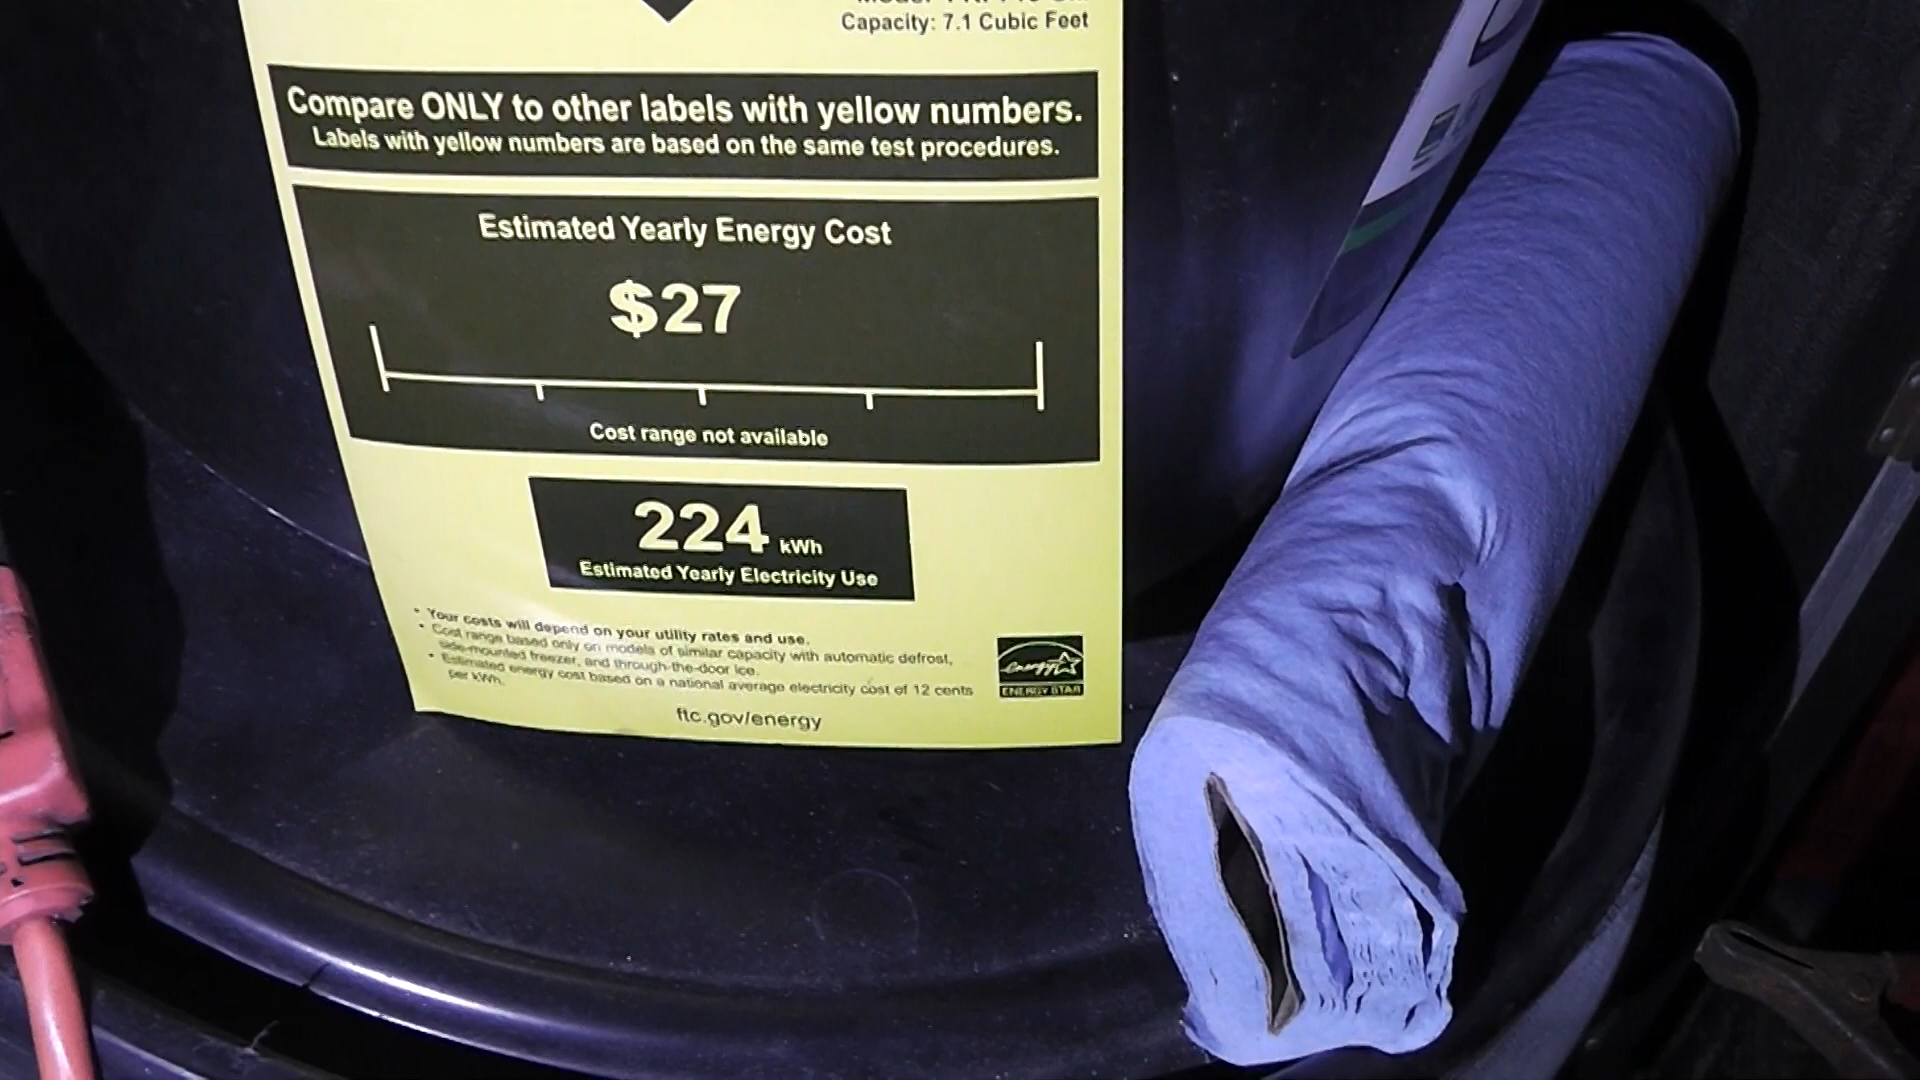 Capacity: 7.1 Cubic Feet
Compare ONLY to other labels with yellow numbers.
Labels with yellow numbers are based on the same test procedures.
Estimated Yearly Energy Cost
$27
Cost range not available
224 kWh
Estimated Yearly Electricity Use
• Your costs will depend on your utility rates and use.
• Cost range based only on models of similar capacity with automatic defrost,
side-mounted freezer, and through-the-door ice.
• Estimated energy cost based on a national average electricity cost of 12 cents
per kWh.
energy
ENERGY STAR
ftc.gov/energy